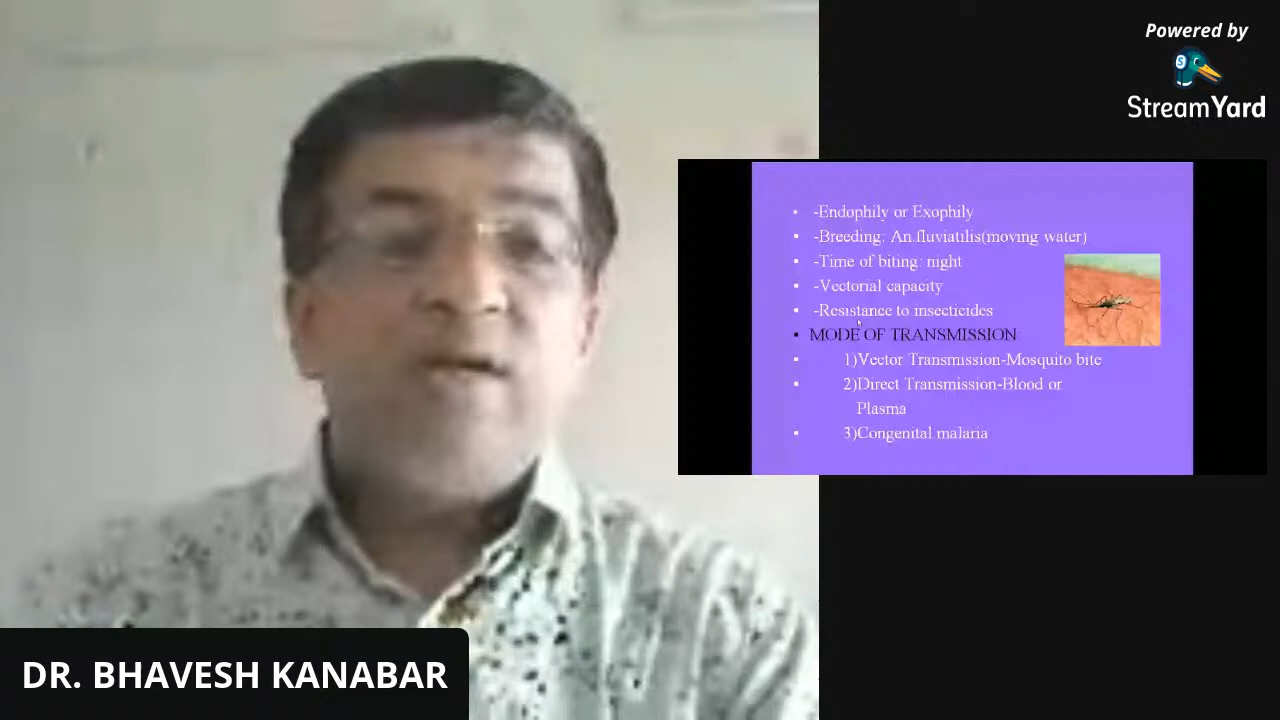 Powered by
StreamYard
• -Endophily or Exophily
• -Breeding: An.fluviatilis(moving water)
• -Time of biting: night
• -Vectorial capacity
• -Resistance to insecticides
• MODE OF TRANSMISSION
• 1)Vector Transmission-Mosquito bite
• 2)Direct Transmission-Blood or
Plasma
• 3)Congenital malaria
DR. BHAVESH KANABAR